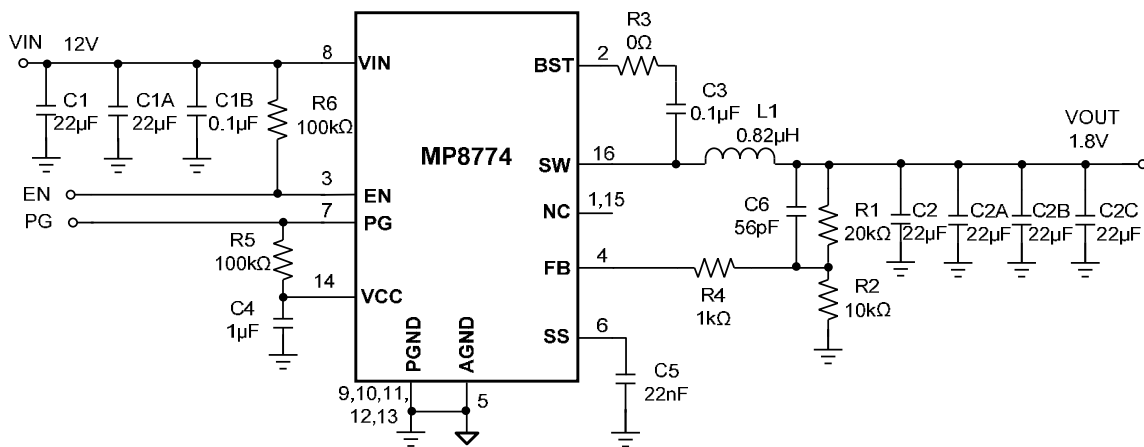 VIN 12V
8
VIN
C1
22µF
C1A
22µF
C1B
0.1µF
R6
100kΩ
EN
3
EN
PG
7
PG
R5
100kΩ
14
VCC
C4
1µF
MP8774
PGND
AGND
9,10,11,
12,13
5
BST
2
R3
0Ω
C3
0.1µF
L1
0.82µH
SW
16
NC
1,15
FB
4
R4
1kΩ
C6
56pF
R1
20kΩ
R2
10kΩ
SS
6
C5
22nF
C2
22µF
C2A
22µF
C2B
22µF
C2C
22µF
VOUT
1.8V